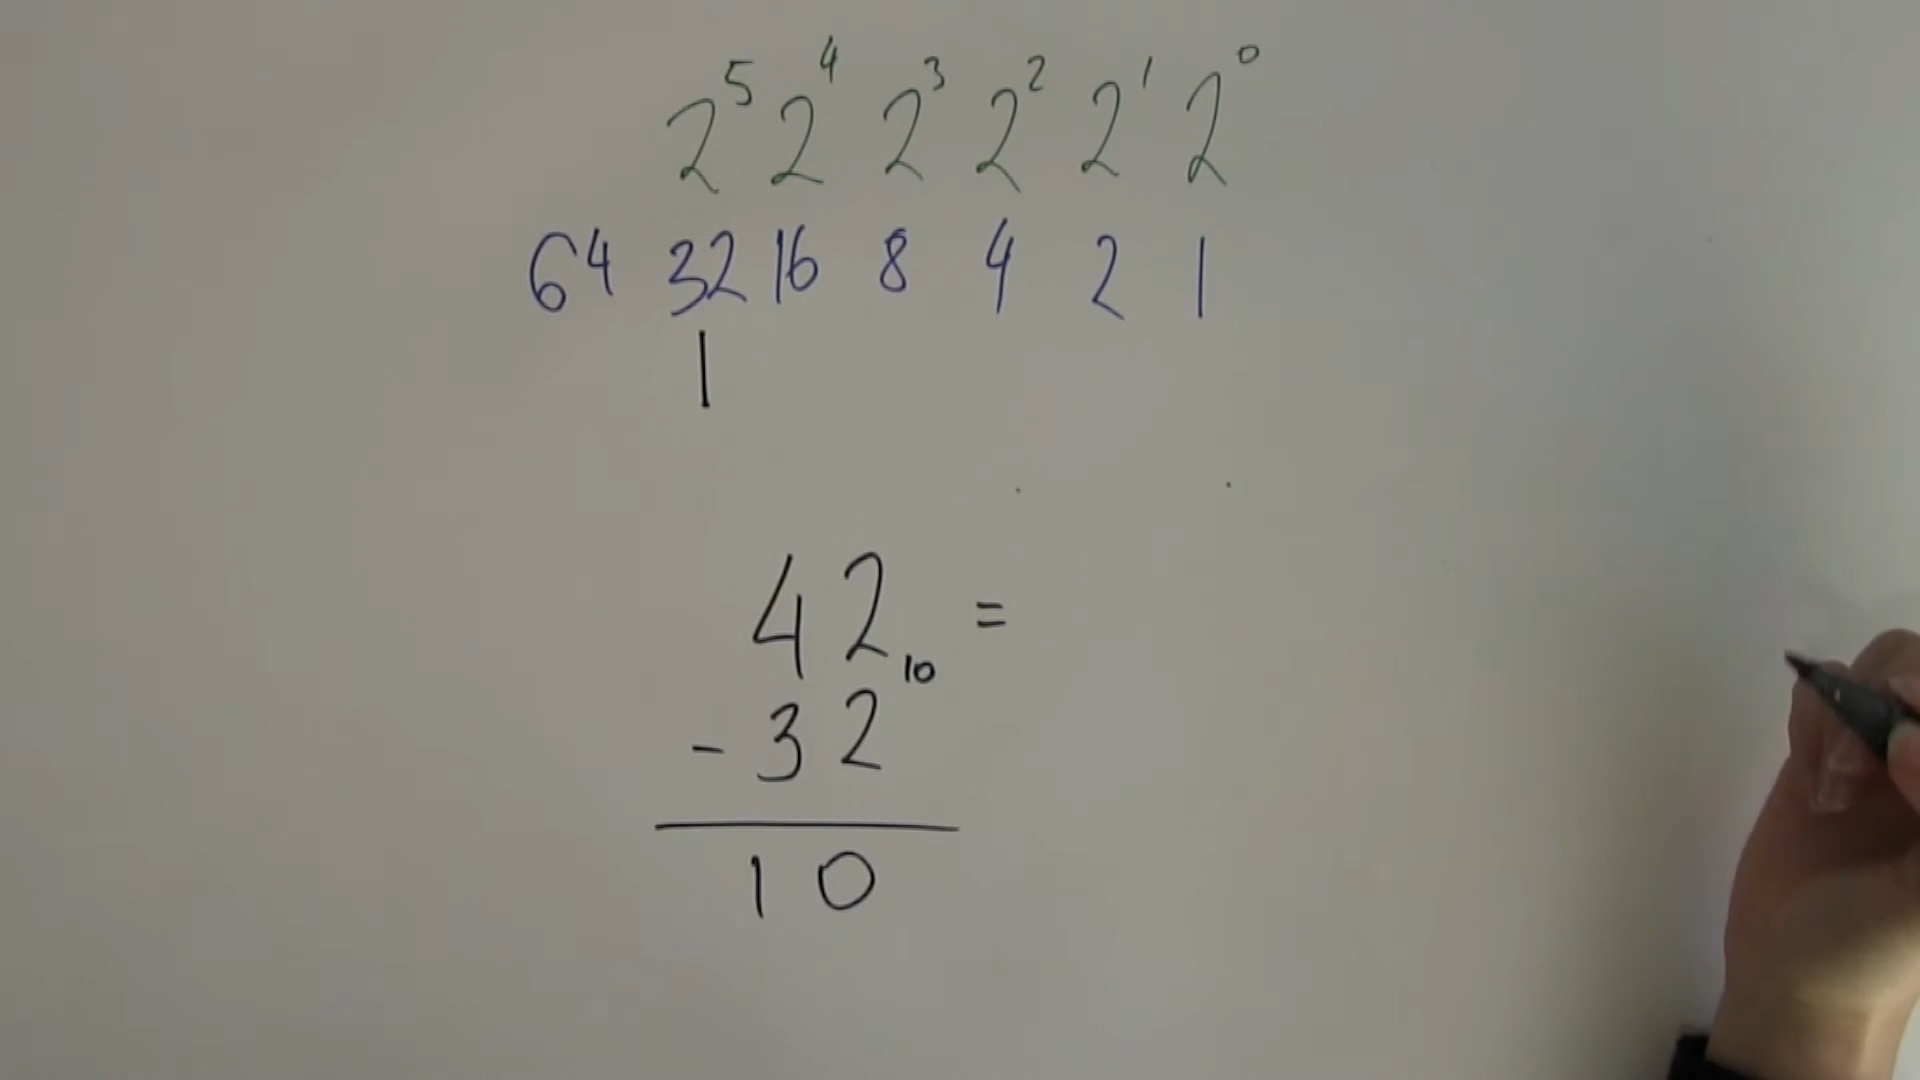 2⁵ 2⁴ 2³ 2² 2¹ 2⁰
64 32 16 8 4 2 1
1
42₁₀ =
- 32
10